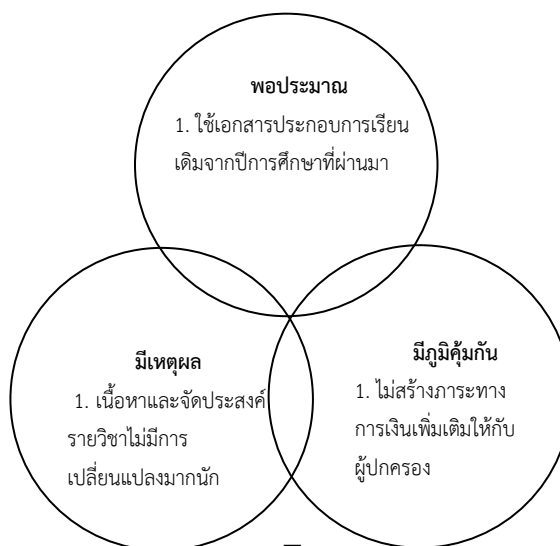 พอประมาณ
1. ใช้เอกสารประกอบการเรียน
เดิมจากปีการศึกษาที่ผ่านมา
มีเหตุผล
1. เนื้อหาและจัดประสงค์
รายวิชาไม่มีการ
เปลี่ยนแปลงมากนัก
มีภูมิคุ้มกัน
1. ไม่สร้างภาระทาง
การเงินเพิ่มเติมให้กับ
ผู้ปกครอง